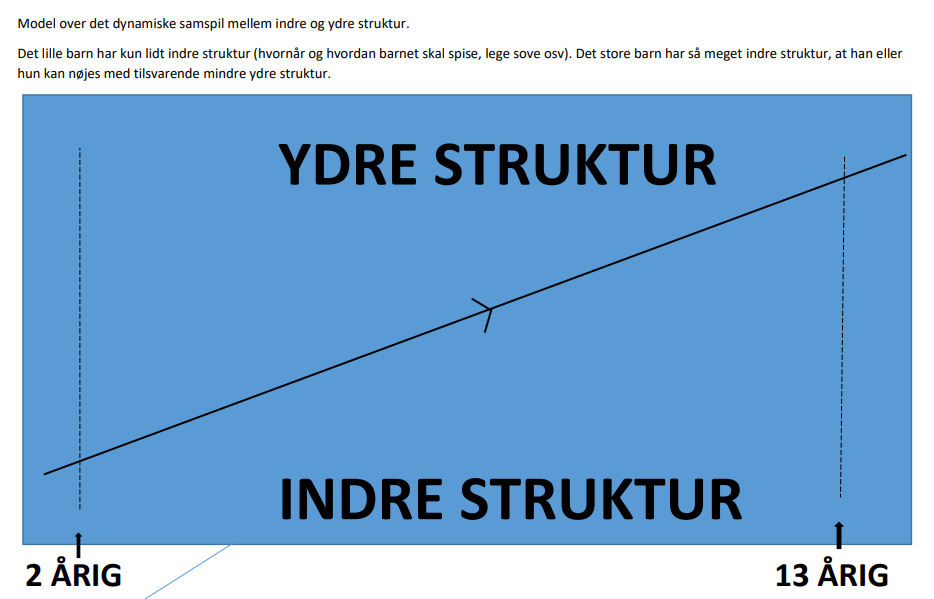 Model over det dynamiske samspil mellem indre og ydre struktur.
Det lille barn har kun lidt indre struktur (hvornår og hvordan barnet skal spise, lege sove osv). Det store barn har så meget indre struktur, at han eller
hun kan nøjes med tilsvarende mindre ydre struktur.
YDRE STRUKTUR
INDRE STRUKTUR
2 ÅRIG
13 ÅRIG